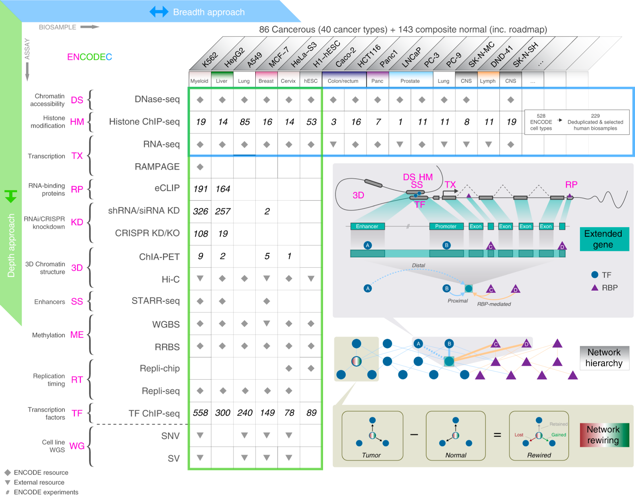 Breadth approach
BIOSAMPLE
86 Cancerous (40 cancer types) + 143 composite normal (inc. roadmap)
ASSAY
ENCODEC
K562 HepG2 A549 MCF-7 HeLa-S3 H1-hESC Caco-2 HCT116 Panc1 LNCaP PC-3 PC-9 SK-N-MC DND-41 SK-N-SH ...
Myeloid Liver Lung Breast Cervix hESC Colon/rectum Panc Prostate Lung CNS Lymph CNS ...
Chromatin accessibility DS DNase-seq
Histone modification HM Histone ChIP-seq 19 14 85 16 14 53 3 16 7 1 11 11 8 11 19
528 ENCODE cell types
229 Deduplicated & selected human biosamples
Transcription TX RNA-seq
RAMPAGE
RNA-binding proteins RP eCLIP 191 164
RNAi/CRISPR knockdown KD shRNA/siRNA KD 326 257 2
CRISPR KD/KO 108 19
3D Chromatin structure 3D ChIA-PET 9 2 5 1
Hi-C
Enhancers SS STARR-seq
Methylation ME WGBS
RRBS
Replication timing RT Repli-chip
Repli-seq
Transcription factors TF TF ChIP-seq 558 300 240 149 78 89
Cell line WGS WG SNV
SV
Depth approach
ENCODE resource
External resource
# ENCODE experiments
3D
DS HM
SS
TF
TX
RP
Enhancer
//
Promoter
Exon Exon Exon Exon
A B C D
Extended gene
Distal
A B C D
Proximal
RBP-mediated
TF
RBP
A B C D
Network hierarchy
Tumor
Normal
Rewired
Retained
Lost
Gained
Network rewiring